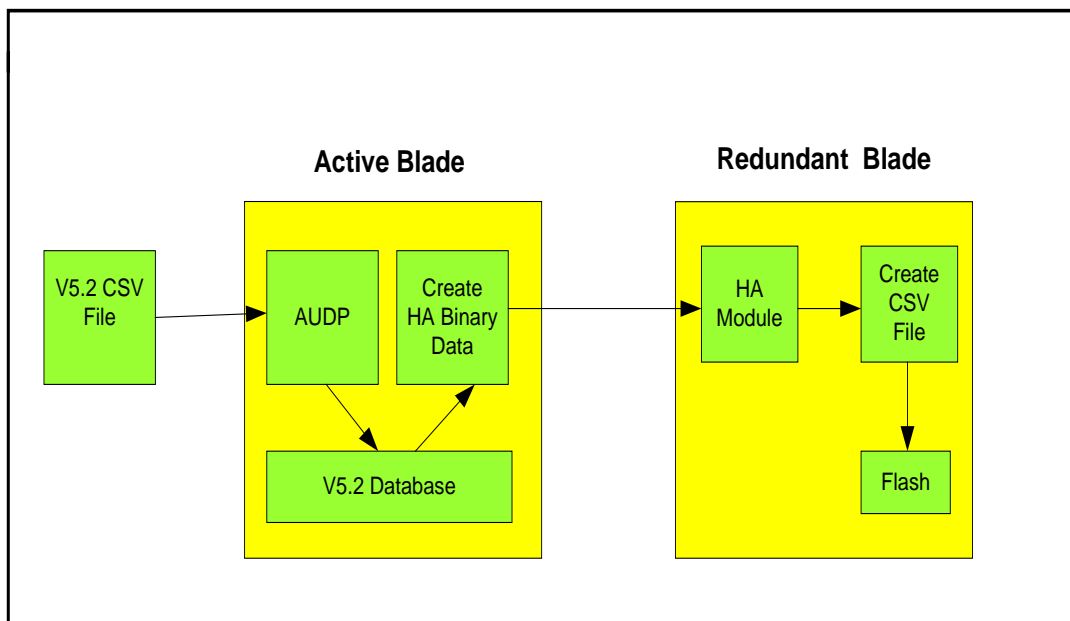 Active Blade
Redundant Blade
V5.2 CSV
File
AUDP
Create
HA Binary
Data
V5.2 Database
HA
Module
Create
CSV
File
Flash